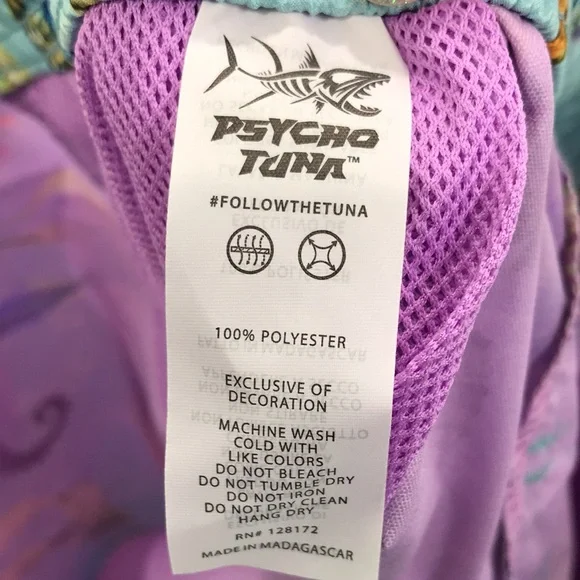 PSYCHO
TUNA™
#FOLLOWTHETUNA
100% POLYESTER
EXCLUSIVE OF
DECORATION
MACHINE WASH
COLD WITH
LIKE COLORS
DO NOT BLEACH
DO NOT TUMBLE DRY
DO NOT IRON
DO NOT DRY CLEAN
HANG DRY
RN# 128172
MADE IN MADAGASCAR